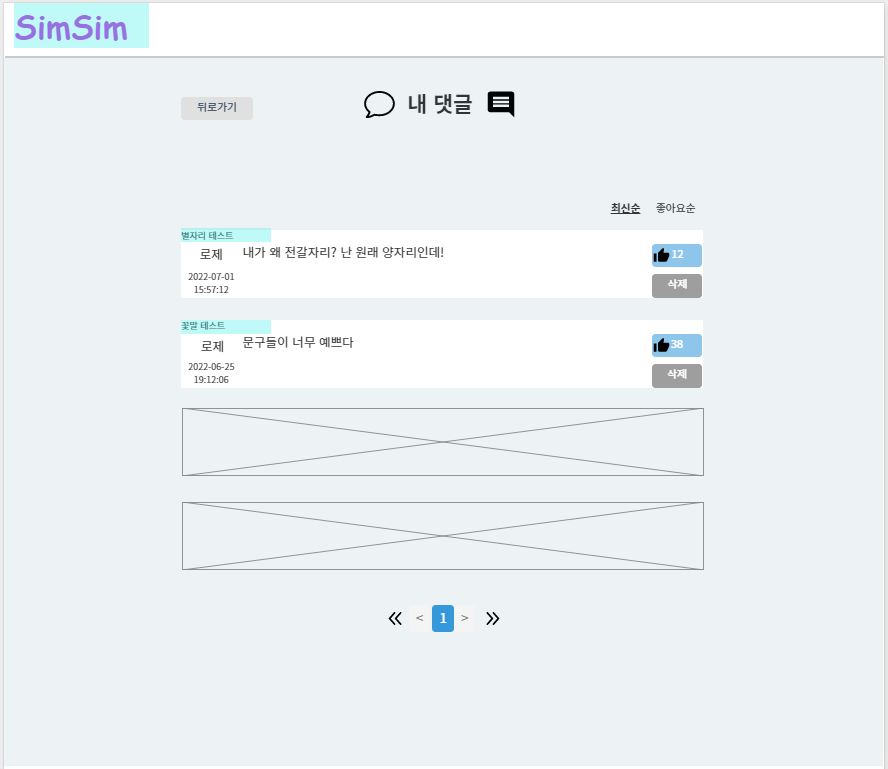 SimSim
뒤로가기
내 댓글
최신순 좋아요순
별자리 테스트
로제
내가 왜 전갈자리? 난 원래 양자리인데!
12
2022-07-01
15:57:12
삭제
꽃말 테스트
로제
문구들이 너무 예쁘다
38
2022-06-25
19:12:06
삭제
< 1 >